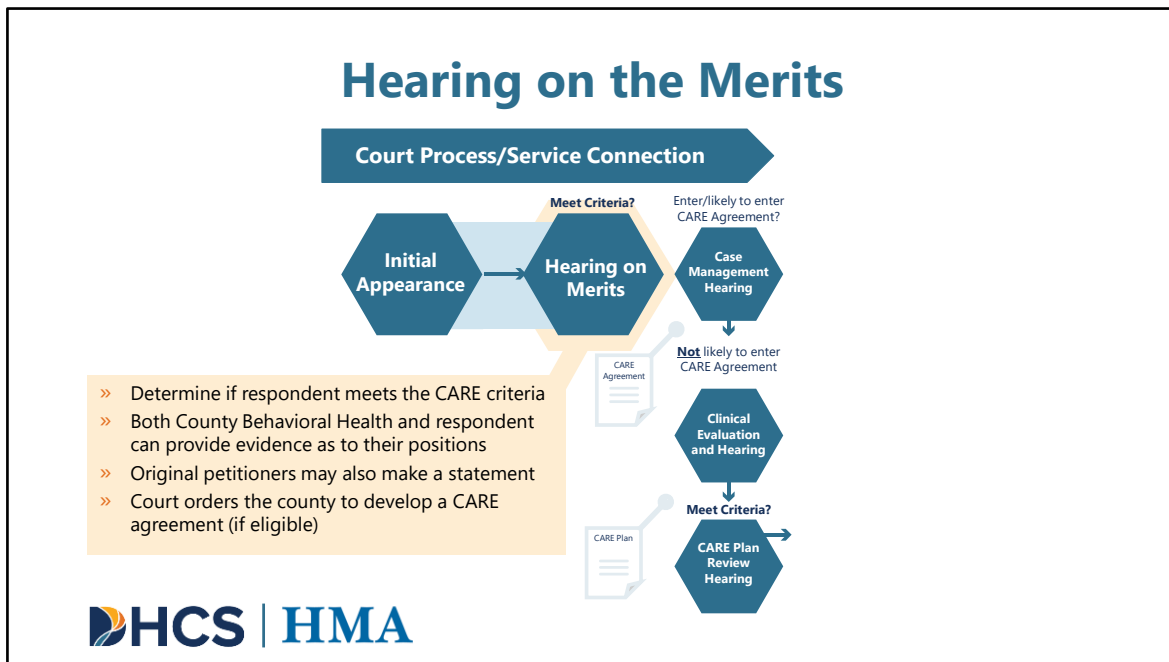 Hearing on the Merits
Court Process/Service Connection
Initial
Appearance
Meet Criteria?
Hearing on
Merits
Enter/likely to enter
CARE Agreement?
Case
Management
Hearing
CARE
Agreement
Not likely to enter
CARE Agreement
Clinical
Evaluation
and Hearing
Meet Criteria?
CARE Plan
CARE Plan
Review
Hearing
» Determine if respondent meets the CARE criteria
» Both County Behavioral Health and respondent
can provide evidence as to their positions
» Original petitioners may also make a statement
» Court orders the county to develop a CARE
agreement (if eligible)
DHCS | HMA